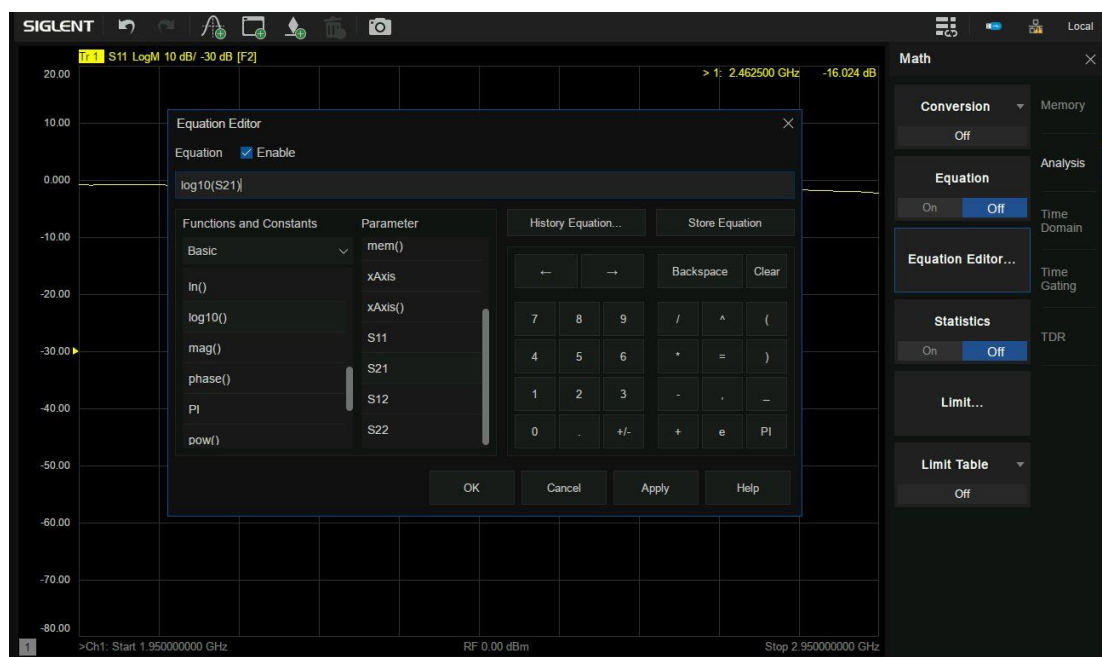 SIGLENT
Local
Tr 1 S11 LogM 10 dB/ -30 dB [F2]
> 1: 2.462500 GHz -16.024 dB
20.00
10.00
0.000
-10.00
-20.00
-30.00
-40.00
-50.00
-60.00
-70.00
-80.00
Equation Editor
Equation Enable
log10(S21)
Functions and Constants
Basic
ln()
log10()
mag()
phase()
PI
pow()
Parameter
mem()
xAxis
xAxis()
S11
S21
S12
S22
History Equation... Store Equation
← → Backspace Clear
7 8 9 / ^ (
4 5 6 * = )
1 2 3 - , _
0 . +/- + e PI
OK Cancel Apply Help
Math
Conversion
Off
Equation
On Off
Equation Editor...
Statistics
On Off
Limit...
Limit Table
Off
Memory
Analysis
Time
Domain
Time
Gating
TDR
1 >Ch1: Start 1.950000000 GHz RF 0.00 dBm Stop 2.950000000 GHz